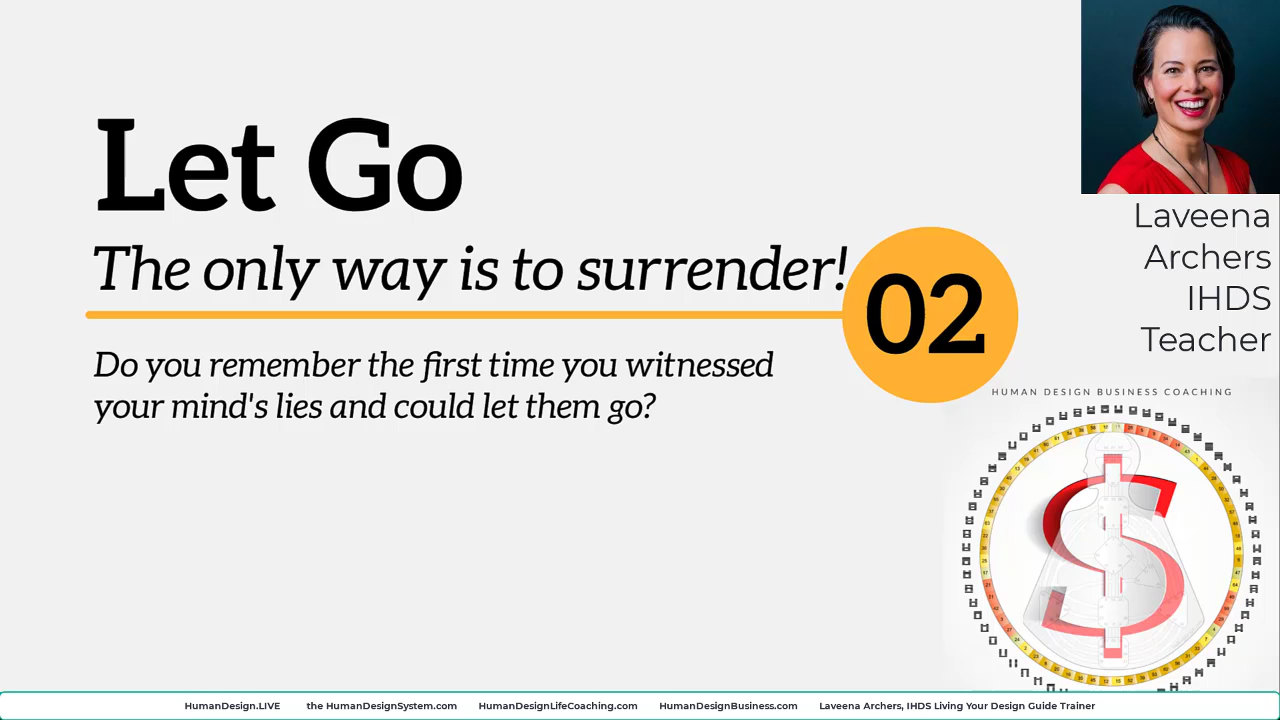 Let Go
The only way is to surrender!
02
Do you remember the first time you witnessed
your mind's lies and could let them go?
Laveena
Archers
IHDS
Teacher
HUMAN DESIGN BUSINESS COACHING
HumanDesign.LIVE the HumanDesignSystem.com HumanDesignLifeCoaching.com HumanDesignBusiness.com Laveena Archers, IHDS Living Your Design Guide Trainer